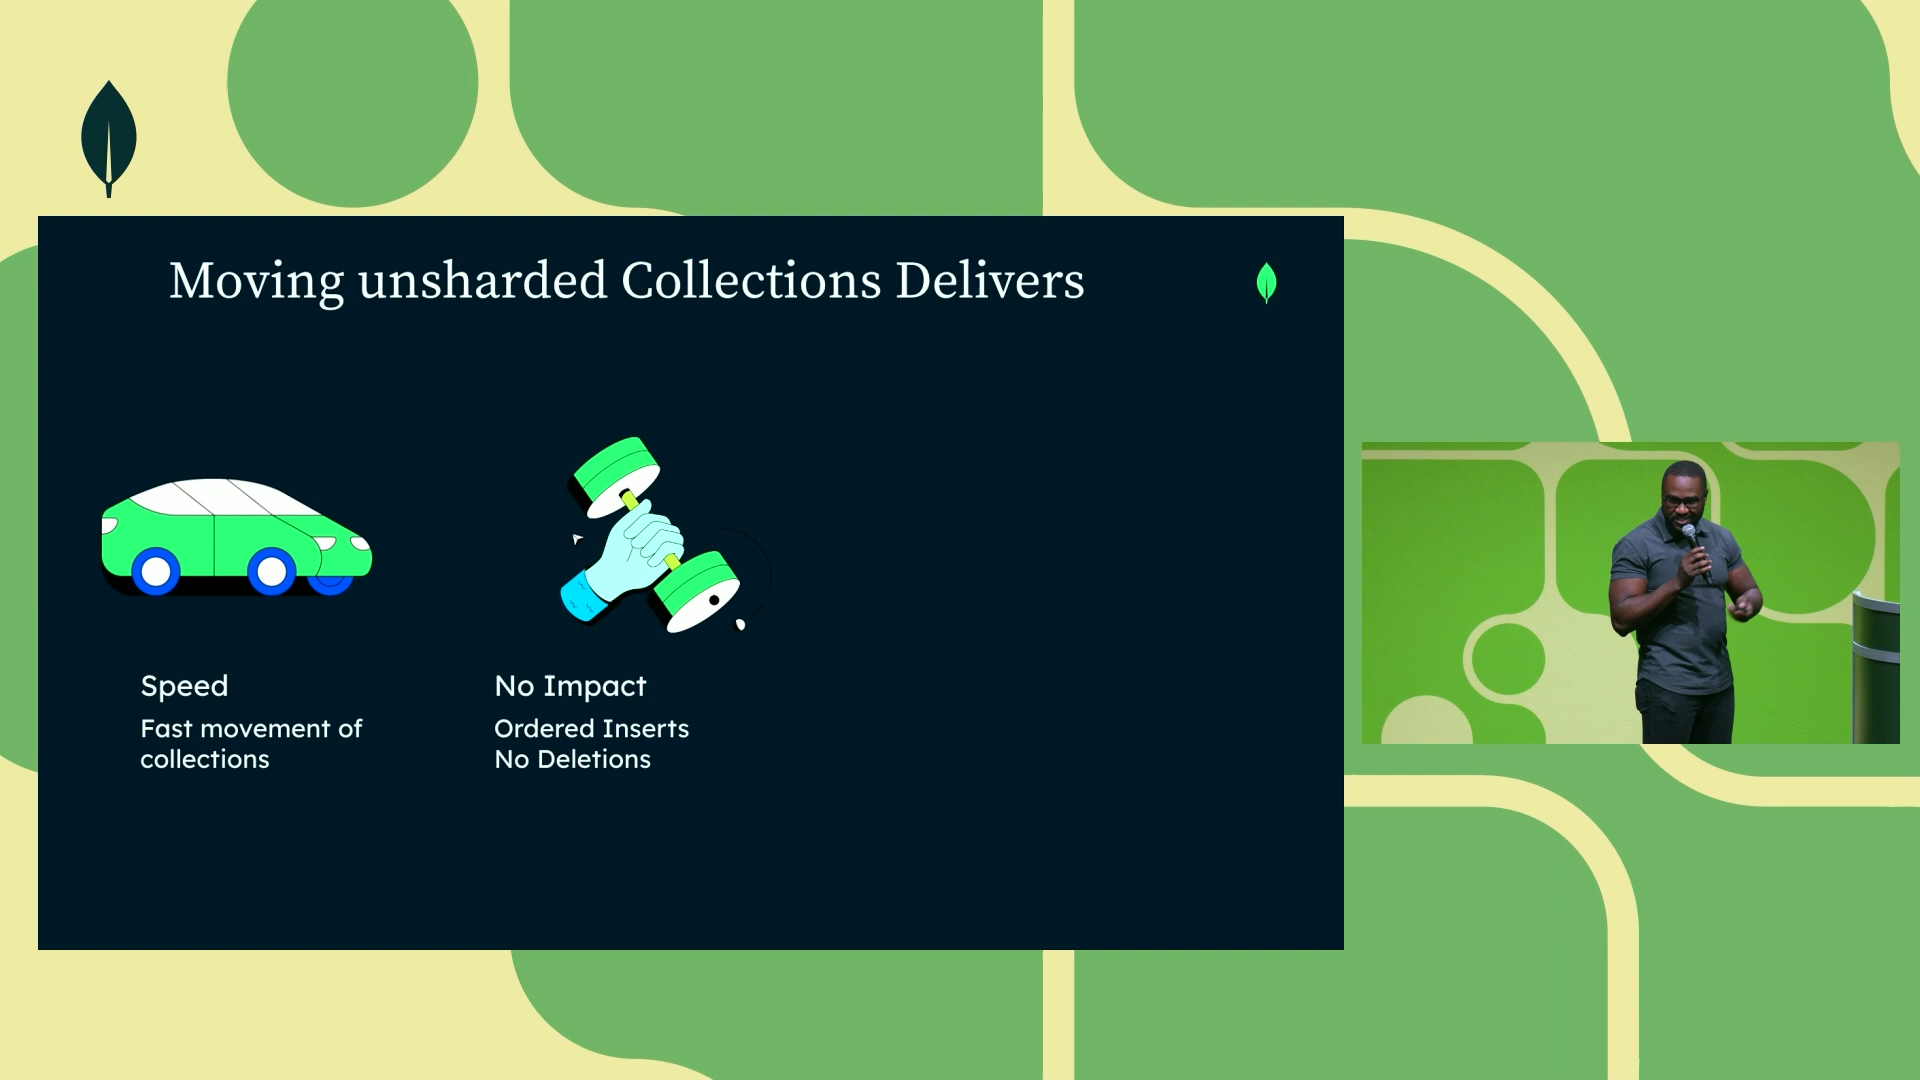 Moving unsharded Collections Delivers
Speed
Fast movement of
collections
No Impact
Ordered Inserts
No Deletions